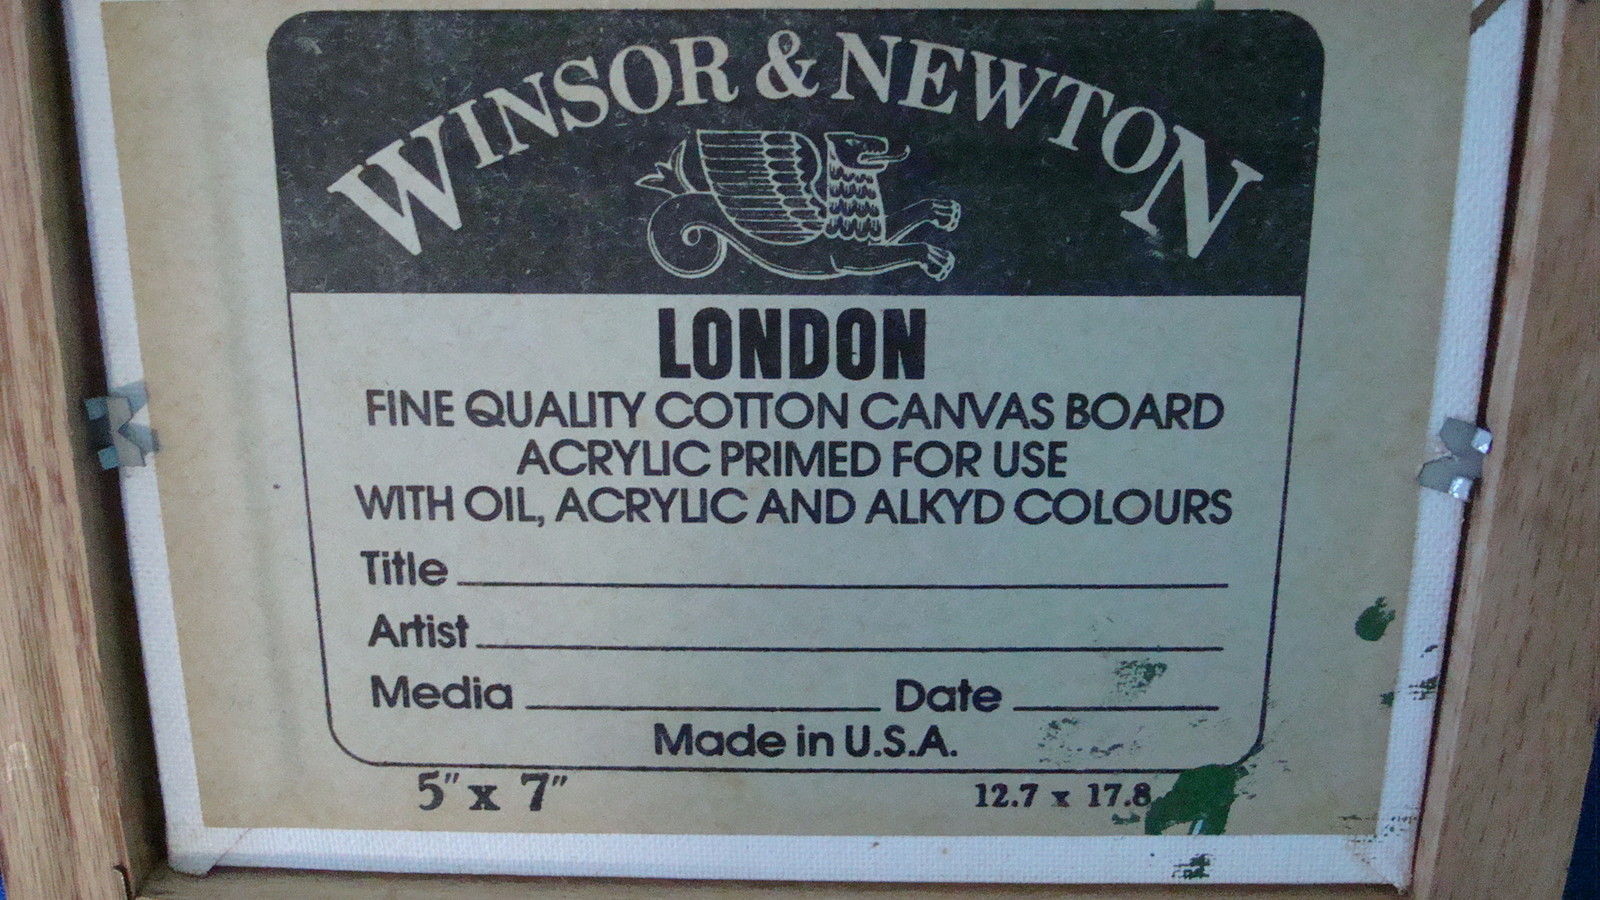 WINSOR & NEWTON
LONDON
FINE QUALITY COTTON CANVAS BOARD
ACRYLIC PRIMED FOR USE
WITH OIL, ACRYLIC AND ALKYD COLOURS
Title
Artist
Media Date
Made in U.S.A.
5" x 7" 12.7 x 17.8